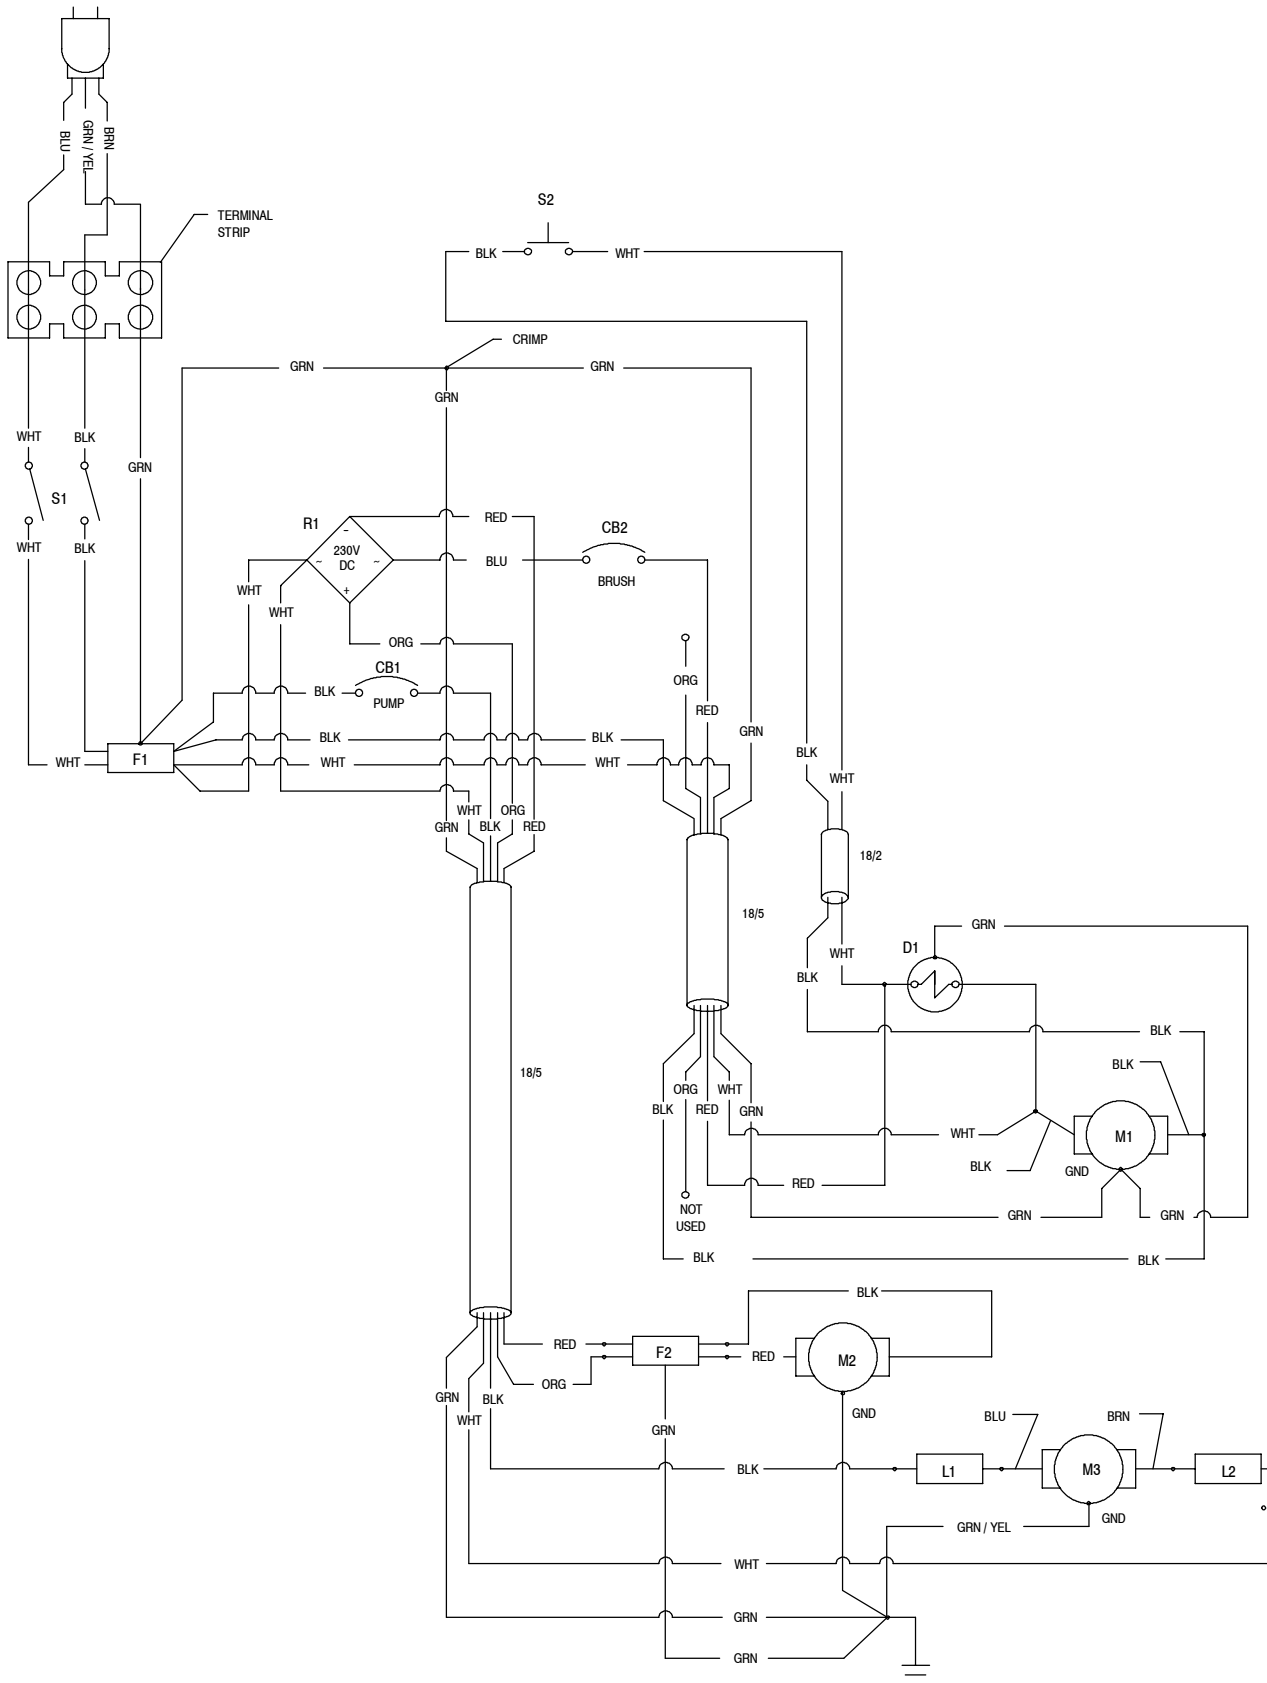 BLU
GRN / YEL
BRN
TERMINAL
STRIP
S2
BLK
WHT
CRIMP
GRN
GRN
GRN
WHT
BLK
GRN
S1
WHT
BLK
R1
-
230V
DC
~
~
+
RED
BLU
CB2
BRUSH
WHT
WHT
ORG
CB1
BLK
PUMP
ORG
RED
GRN
BLK
BLK
BLK
WHT
F1
WHT
WHT
WHT
WHT
ORG
GRN
BLK
RED
18/2
18/5
D1
GRN
WHT
BLK
BLK
BLK
18/5
ORG
WHT
BLK
RED
GRN
M1
WHT
BLK
GND
RED
NOT
USED
GRN
GRN
BLK
BLK
BLK
RED
F2
RED
M2
ORG
GRN
BLK
WHT
GRN
GND
BLU
BRN
BLK
L1
M3
L2
GND
GRN / YEL
WHT
GRN
GRN